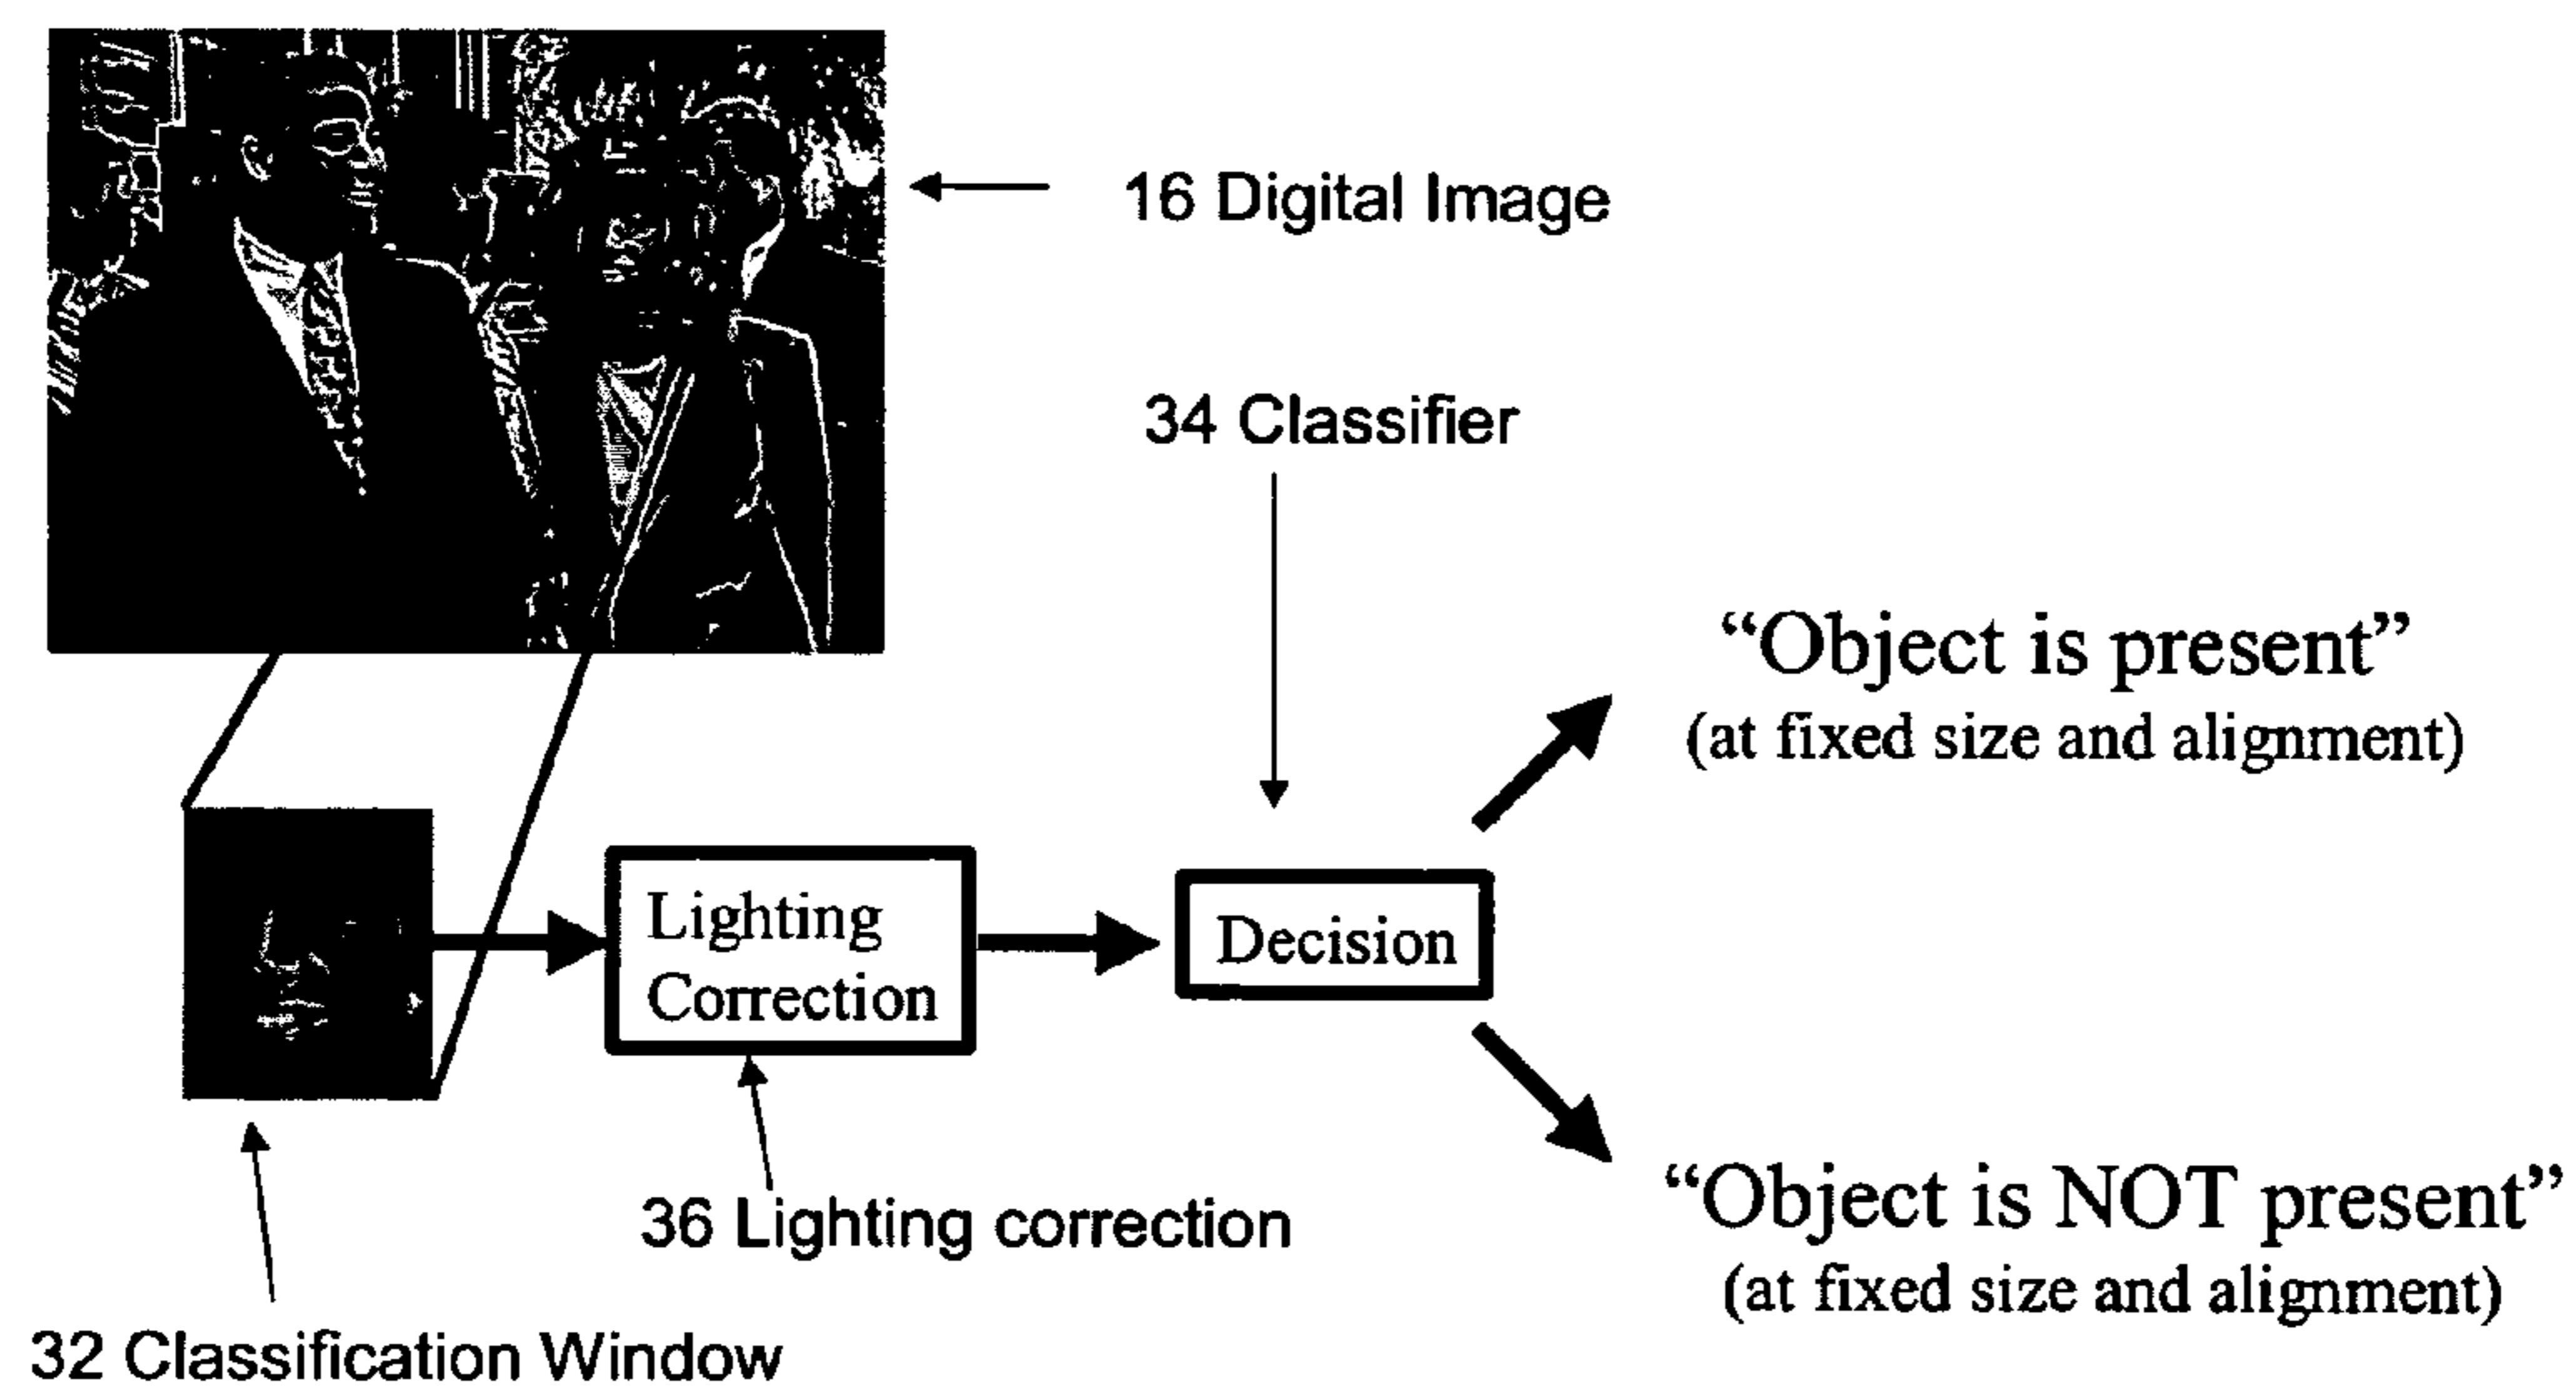 16 Digital Image
34 Classifier
“Object is present”
(at fixed size and alignment)
Lighting
Correction
Decision
36 Lighting correction
“Object is NOT present”
(at fixed size and alignment)
32 Classification Window